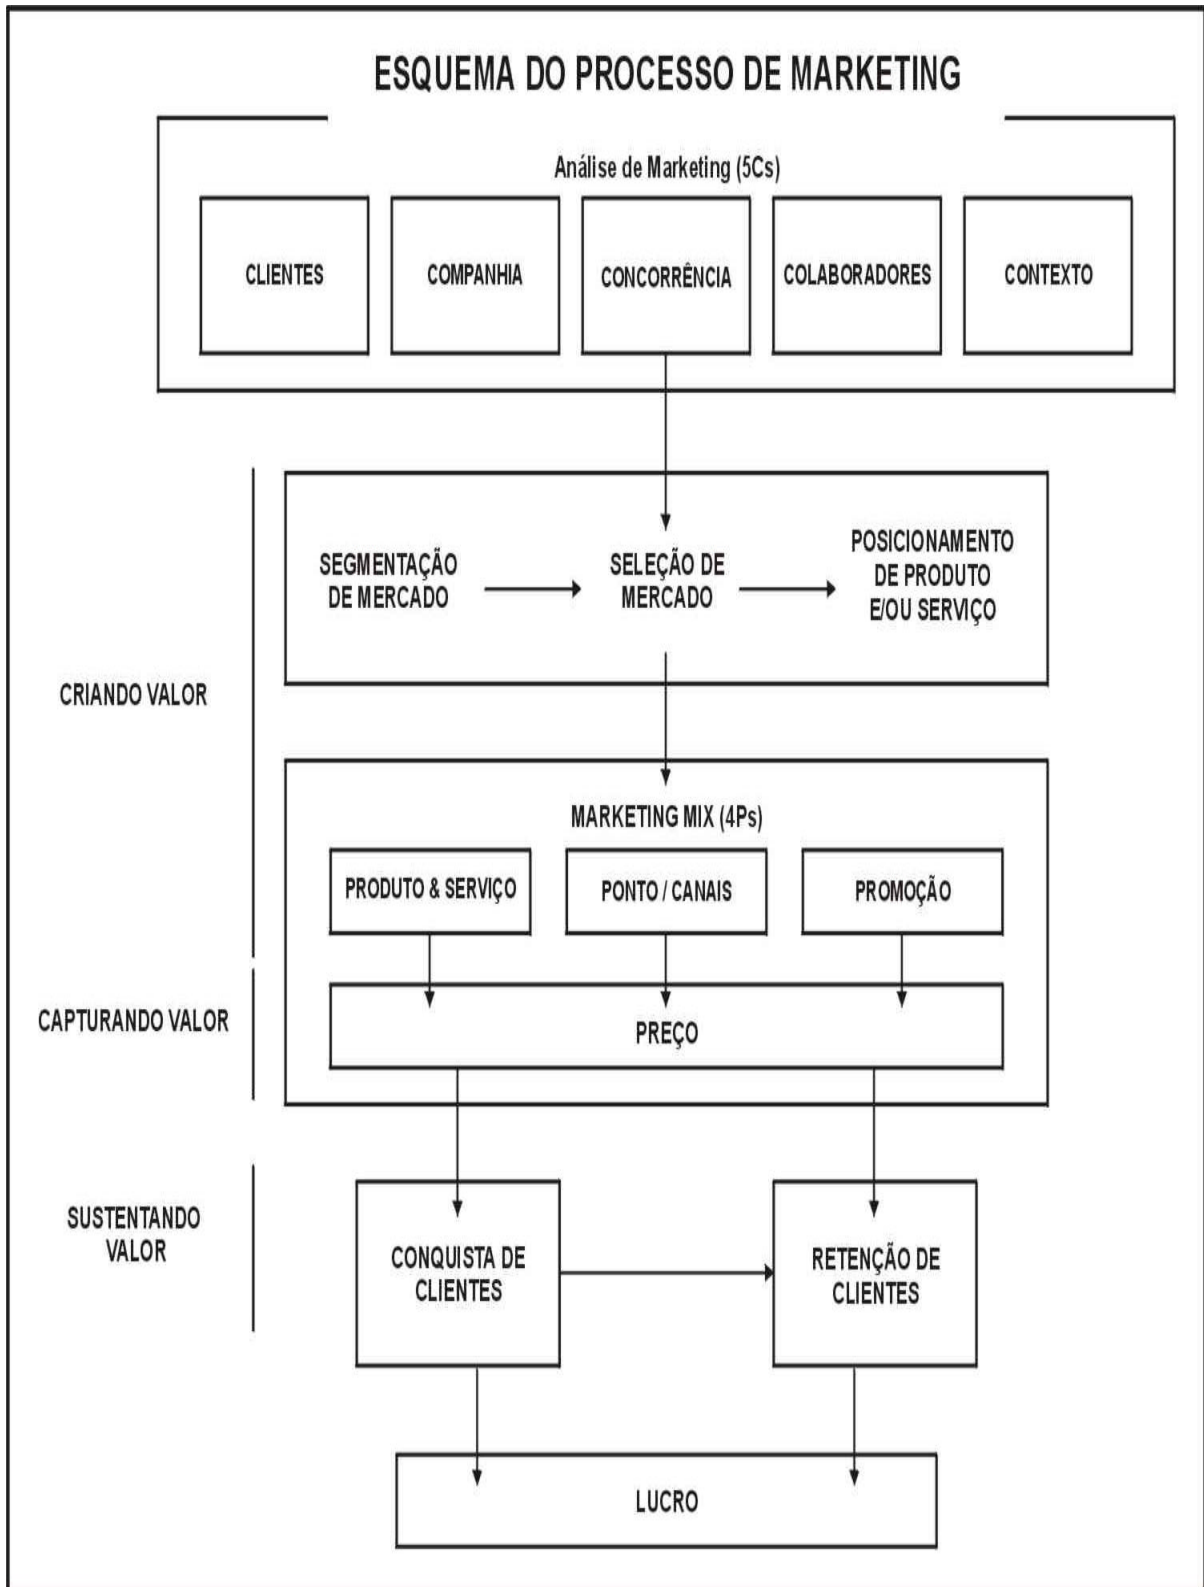 ESQUEMA DO PROCESSO DE MARKETING
Análise de Marketing (5Cs)
CLIENTES
COMPANHIA
CONCORRÊNCIA
COLABORADORES
CONTEXTO
SEGMENTAÇÃO
DE MERCADO
SELEÇÃO DE
MERCADO
POSICIONAMENTO
DE PRODUTO
E/OU SERVIÇO
CRIANDO VALOR
MARKETING MIX (4Ps)
PRODUTO & SERVIÇO
PONTO / CANAIS
PROMOÇÃO
CAPTURANDO VALOR
PREÇO
SUSTENTANDO
VALOR
CONQUISTA DE
CLIENTES
RETENÇÃO DE
CLIENTES
LUCRO